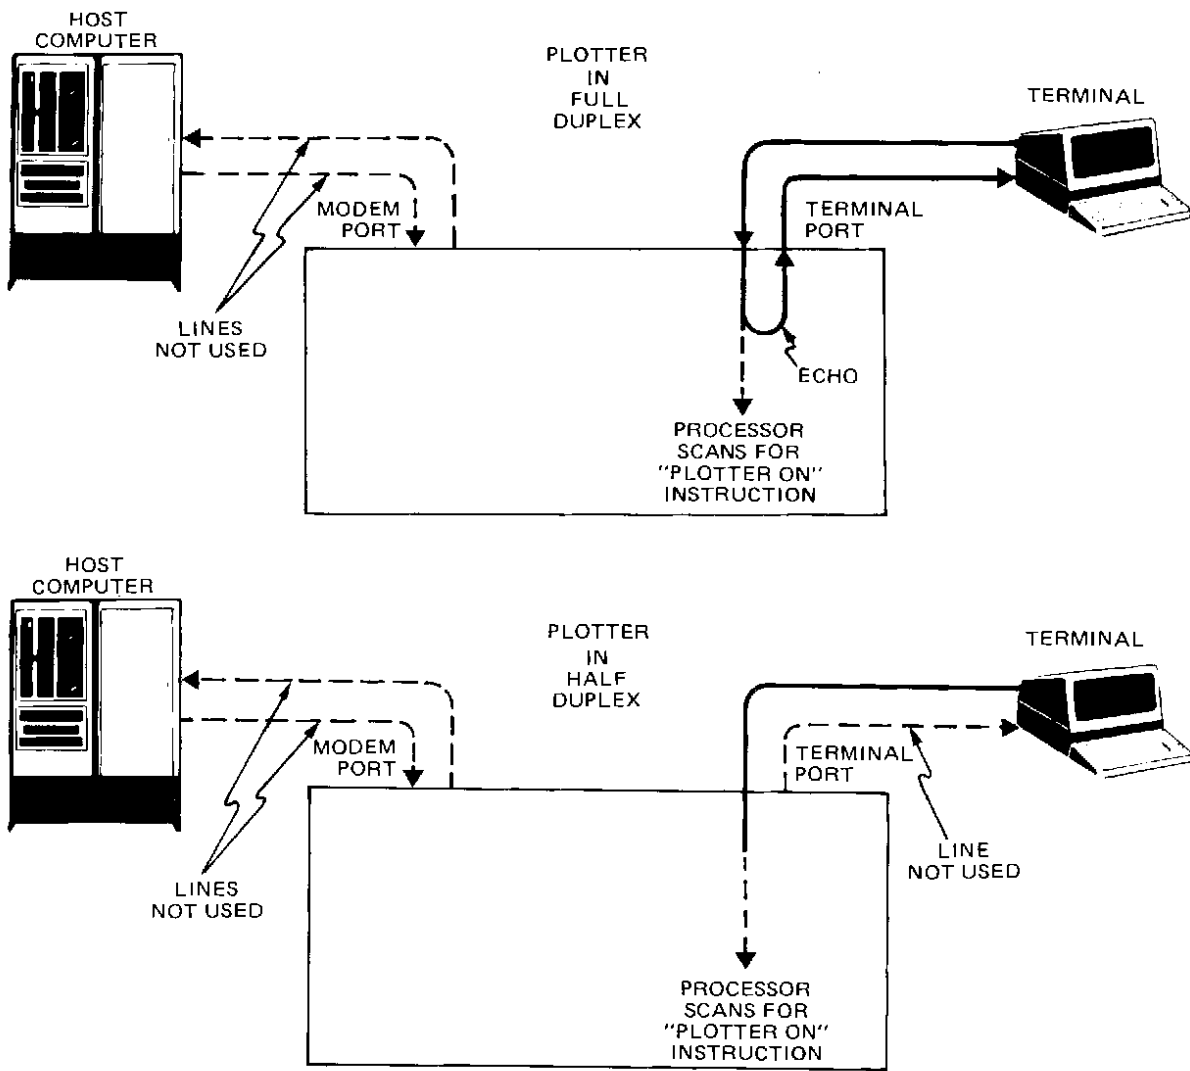 HOST
COMPUTER
PLOTTER
IN
FULL
DUPLEX
TERMINAL
MODEM
PORT
TERMINAL
PORT
LINES
NOT USED
ECHO
PROCESSOR
SCANS FOR
"PLOTTER ON"
INSTRUCTION
HOST
COMPUTER
PLOTTER
IN
HALF
DUPLEX
TERMINAL
MODEM
PORT
TERMINAL
PORT
LINES
NOT USED
LINE
NOT USED
PROCESSOR
SCANS FOR
"PLOTTER ON"
INSTRUCTION